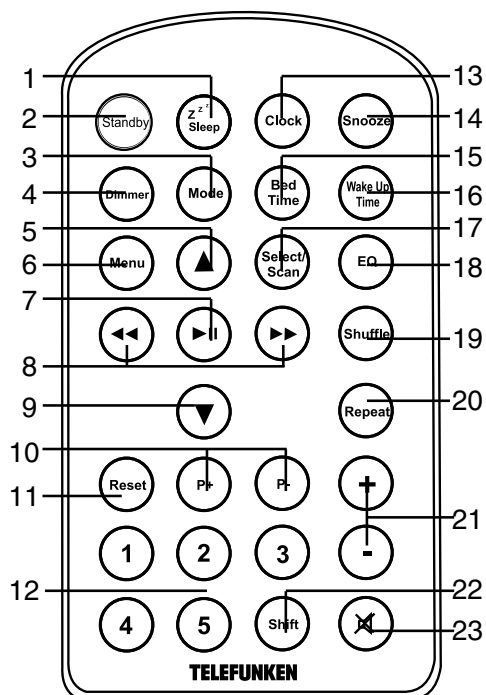 1
13
2
Standby
Z z z
Sleep
Clock
Snooze
14
3
15
4
Dimmer
Mode
Bed
Time
Wake Up
Time
16
5
17
6
Menu
Select/
Scan
EQ
18
7
Shuffle
19
8
9
Repeat
20
10
11
Reset
P+
P-
+
21
1
2
3
-
12
22
4
5
Shift
23
TELEFUNKEN